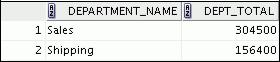 DEPARTMENT_NAME DEPT_TOTAL
1 Sales 304500
2 Shipping 156400